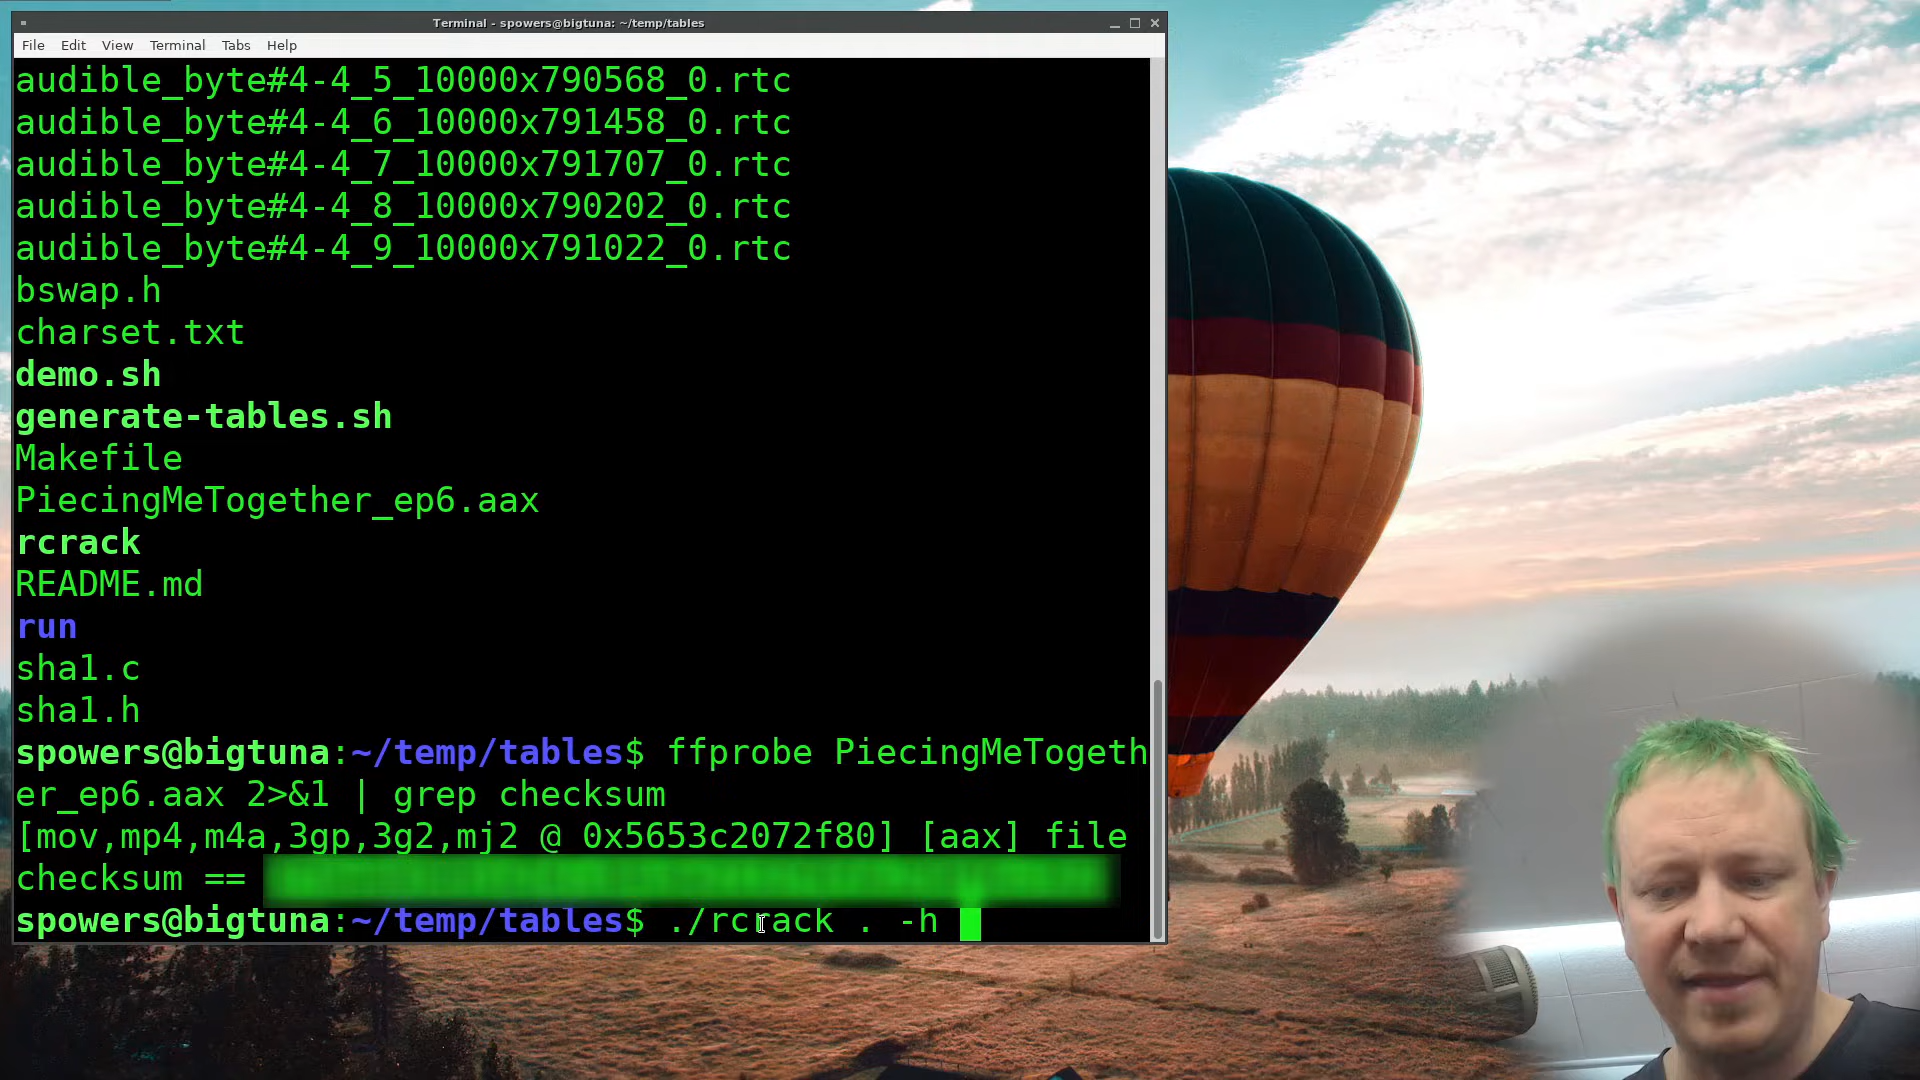 Terminal - spowers@bigtuna: ~/temp/tables
File Edit View Terminal Tabs Help
audible_byte#4-4_5_10000x790568_0.rtc
audible_byte#4-4_6_10000x791458_0.rtc
audible_byte#4-4_7_10000x791707_0.rtc
audible_byte#4-4_8_10000x790202_0.rtc
audible_byte#4-4_9_10000x791022_0.rtc
bswap.h
charset.txt
demo.sh
generate-tables.sh
Makefile
PiecingMeTogether_ep6.aax
rcrack
README.md
run
sha1.c
sha1.h
spowers@bigtuna:~/temp/tables$ ffprobe PiecingMeTogeth
er_ep6.aax 2>&1 | grep checksum
[mov,mp4,m4a,3gp,3g2,mj2 @ 0x5653c2072f80] [aax] file
checksum ==
spowers@bigtuna:~/temp/tables$ ./rcrack . -h